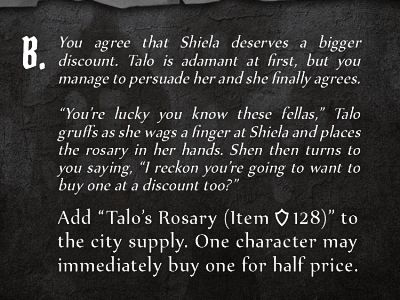 B.
You agree that Shiela deserves a bigger
discount. Talo is adamant at first, but you
manage to persuade her and she finally agrees.
“You’re lucky you know these fellas,” Talo
gruffs as she wags a finger at Shiela and places
the rosary in her hands. Shen then turns to
you saying, “I reckon you’re going to want to
buy one at a discount too?”
Add “Talo’s Rosary (Item 128)” to
the city supply. One character may
immediately buy one for half price.